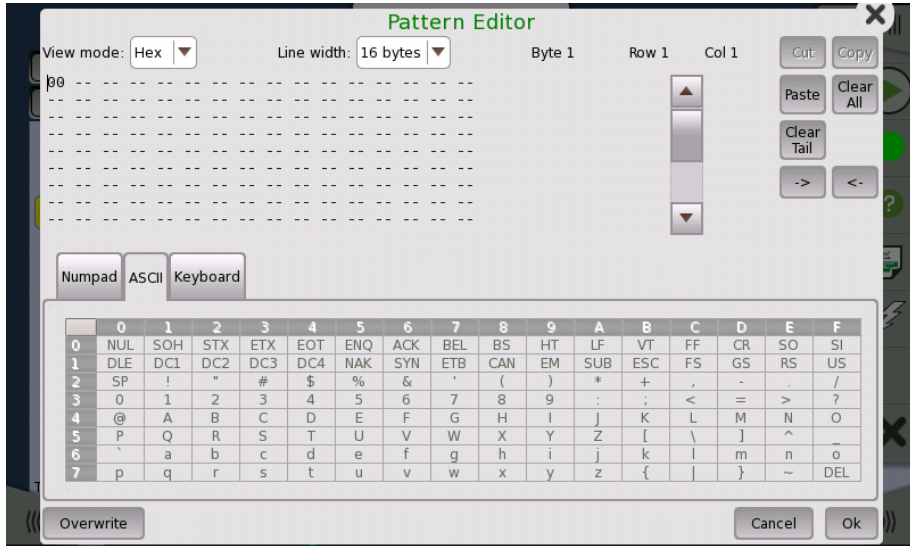 Pattern Editor
X
View mode: Hex Line width: 16 bytes Byte 1 Row 1 Col 1 Cut Copy
00 -- -- -- -- -- -- -- -- -- -- -- -- -- -- --
-- -- -- -- -- -- -- -- -- -- -- -- -- -- -- --
-- -- -- -- -- -- -- -- -- -- -- -- -- -- -- --
-- -- -- -- -- -- -- -- -- -- -- -- -- -- -- --
-- -- -- -- -- -- -- -- -- -- -- -- -- -- -- --
-- -- -- -- -- -- -- -- -- -- -- -- -- -- -- --
-- -- -- -- -- -- -- -- -- -- -- -- -- -- -- --
-- -- -- -- -- -- -- -- -- -- -- -- -- -- -- --
-- -- -- -- -- -- -- -- -- -- -- -- -- -- -- --
Paste Clear All
Clear Tail
-> <-
Numpad ASCII Keyboard
0 1 2 3 4 5 6 7 8 9 A B C D E F
0 NUL SOH STX ETX EOT ENQ ACK BEL BS HT LF VT FF CR SO SI
1 DLE DC1 DC2 DC3 DC4 NAK SYN ETB CAN EM SUB ESC FS GS RS US
2 SP ! " # $ % & ' ( ) * + , - . /
3 0 1 2 3 4 5 6 7 8 9 : ; < = > ?
4 @ A B C D E F G H I J K L M N O
5 P Q R S T U V W X Y Z [ \ ] ^ _
6 ` a b c d e f g h i j k l m n o
7 p q r s t u v w x y z { | } ~ DEL
Overwrite Cancel Ok